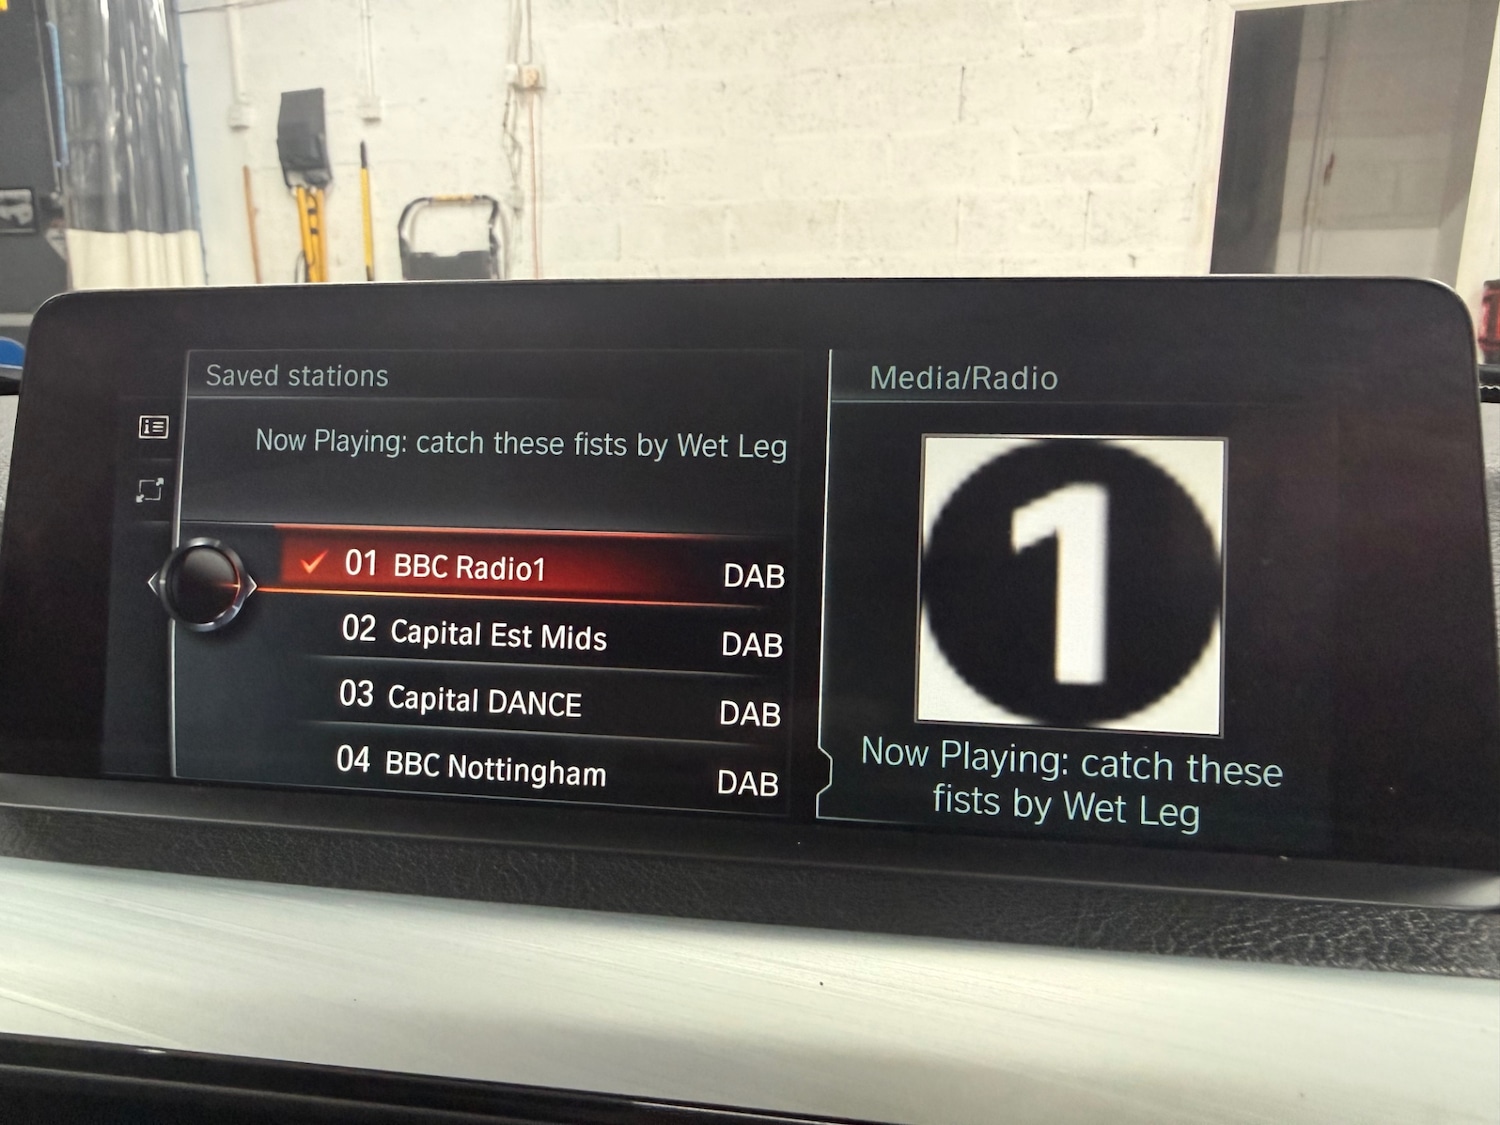 Saved stations
Now Playing: catch these fists by Wet Leg
01 BBC Radio1 DAB
02 Capital Est Mids DAB
03 Capital DANCE DAB
04 BBC Nottingham DAB
Media/Radio
1
Now Playing: catch these
fists by Wet Leg